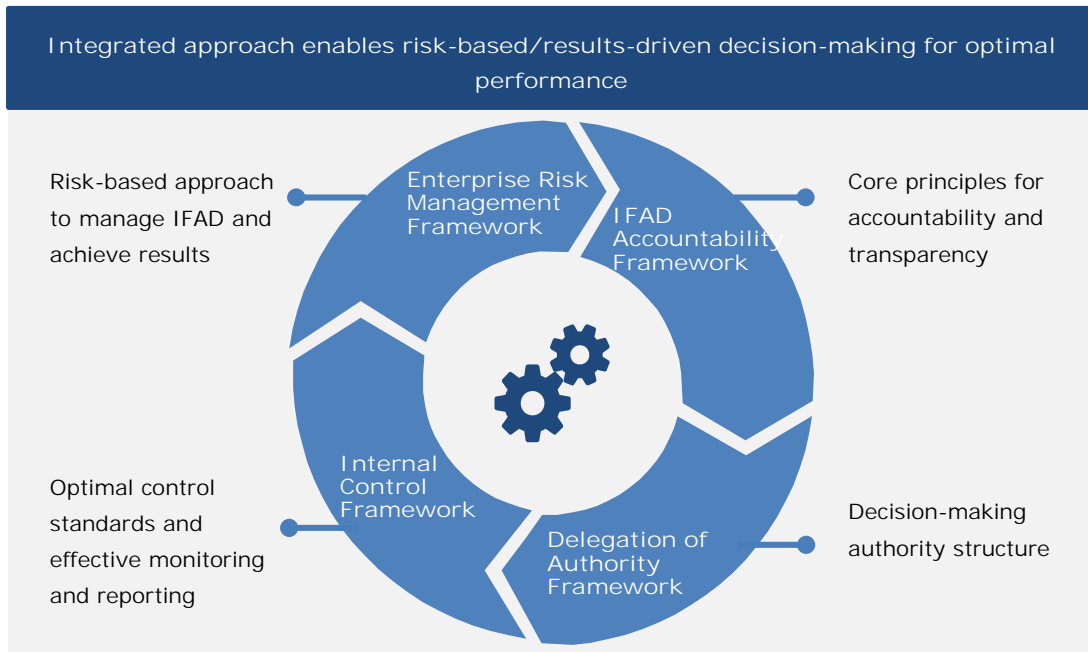 Integrated approach enables risk-based/results-driven decision-making for optimal
performance
Risk-based approach
to manage IFAD and
achieve results
Enterprise Risk
Management
Framework
IFAD
Accountability
Framework
Core principles for
accountability and
transparency
Optimal control
standards and
effective monitoring
and reporting
Internal
Control
Framework
Delegation of
Authority
Framework
Decision-making
authority structure